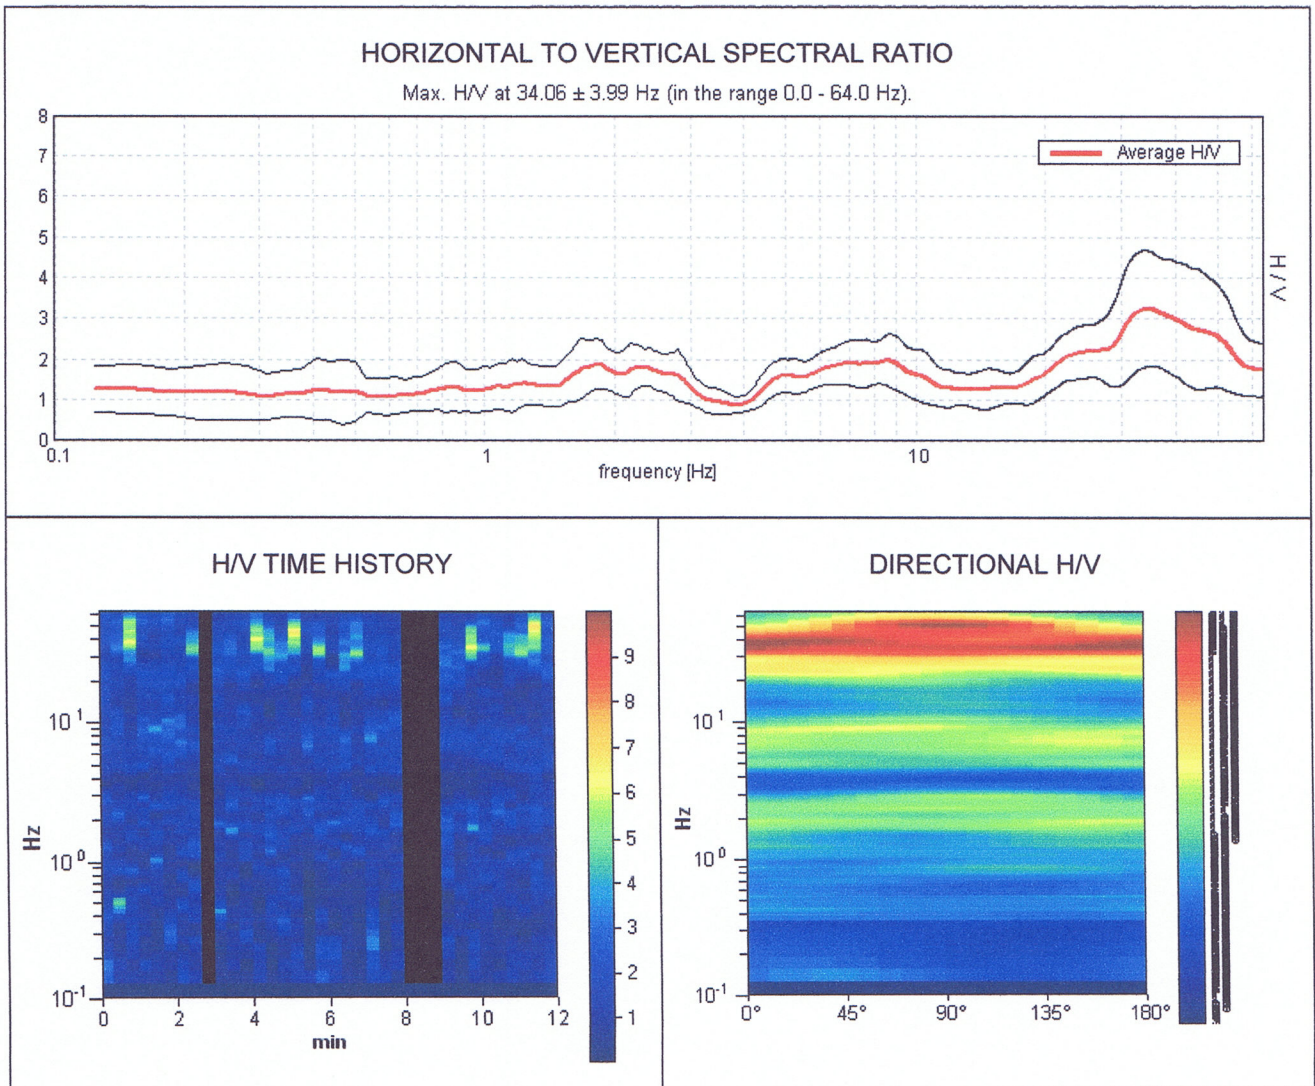 HORIZONTAL TO VERTICAL SPECTRAL RATIO
Max. H/V at 34.06 ± 3.99 Hz (in the range 0.0 - 64.0 Hz).
8
7
6
5
4
3
2
1
0
Average H/V
H / V
0.1 1 10
frequency [Hz]
H/V TIME HISTORY
10^1
10^0
10^-1
Hz
0 2 4 6 8 10 12
min
9
8
7
6
5
4
3
2
1
DIRECTIONAL H/V
10^1
10^0
10^-1
Hz
0° 45° 90° 135° 180°